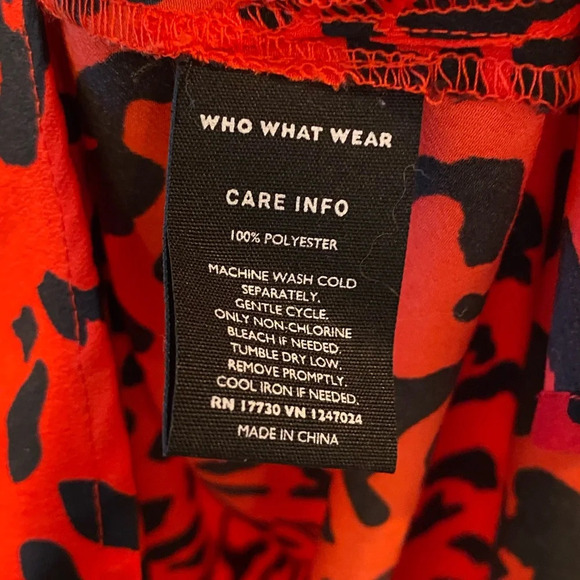 WHO WHAT WEAR
CARE INFO
100% POLYESTER
MACHINE WASH COLD
SEPARATELY,
GENTLE CYCLE,
ONLY NON-CHLORINE
BLEACH IF NEEDED.
TUMBLE DRY LOW,
REMOVE PROMPTLY.
COOL IRON IF NEEDED.
RN 17730 VN 1247024
MADE IN CHINA